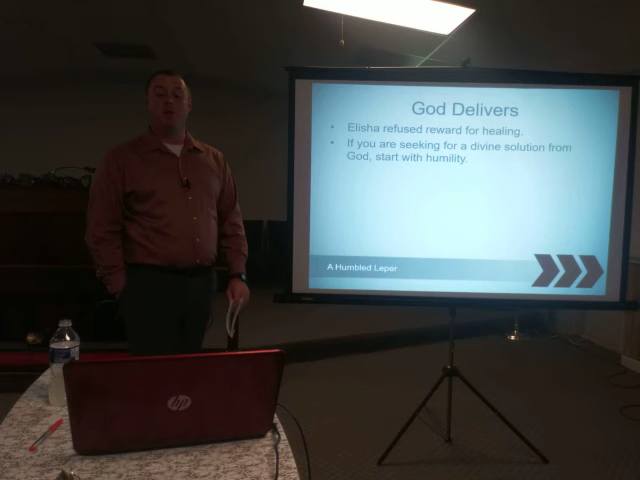 God Delivers
• Elisha refused reward for healing.
• If you are seeking for a divine solution from
God, start with humility.
A Humbled Leper
hp